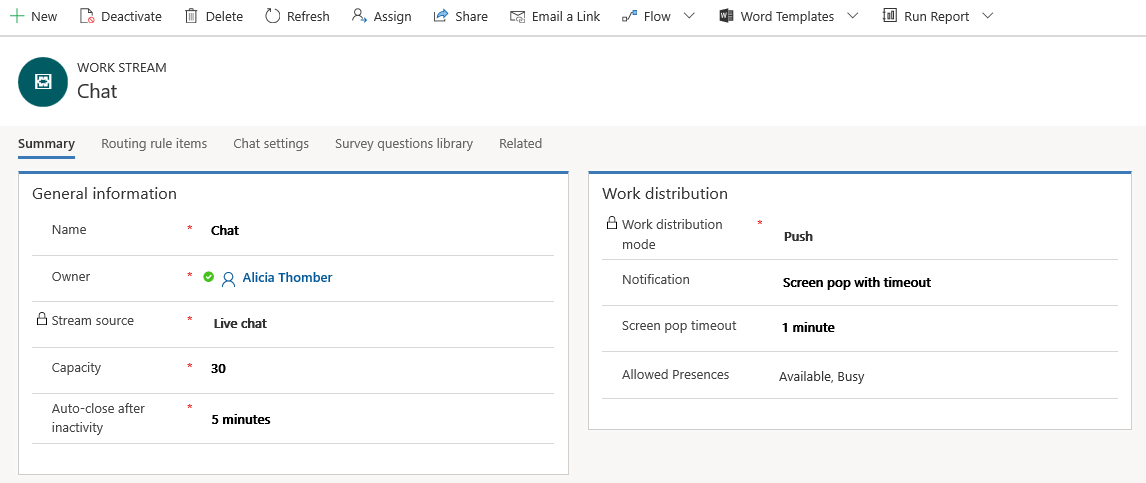 New Deactivate Delete Refresh Assign Share Email a Link Flow Word Templates Run Report
WORK STREAM
Chat
Summary Routing rule items Chat settings Survey questions library Related
General information
Name * Chat
Owner * Alicia Thomber
Stream source * Live chat
Capacity * 30
Auto-close after
inactivity * 5 minutes
Work distribution
Work distribution
mode * Push
Notification Screen pop with timeout
Screen pop timeout 1 minute
Allowed Presences Available, Busy